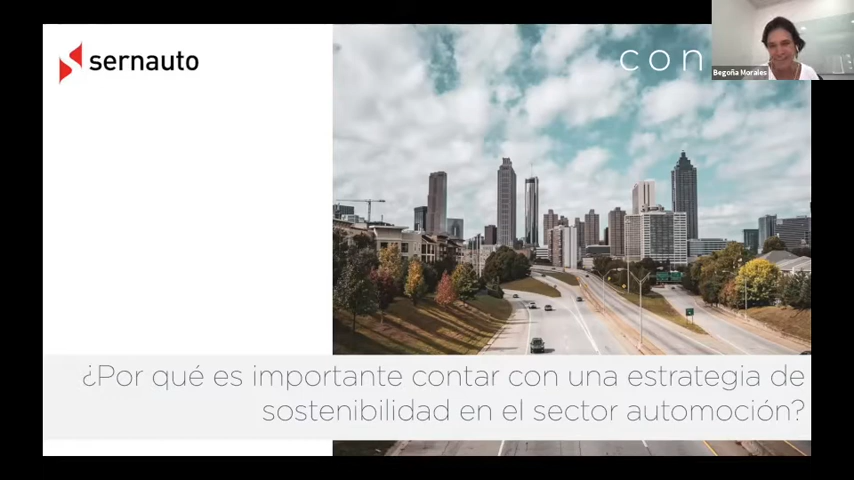 sernauto
con
Begoña Morales
¿Por qué es importante contar con una estrategia de
sostenibilidad en el sector automoción?